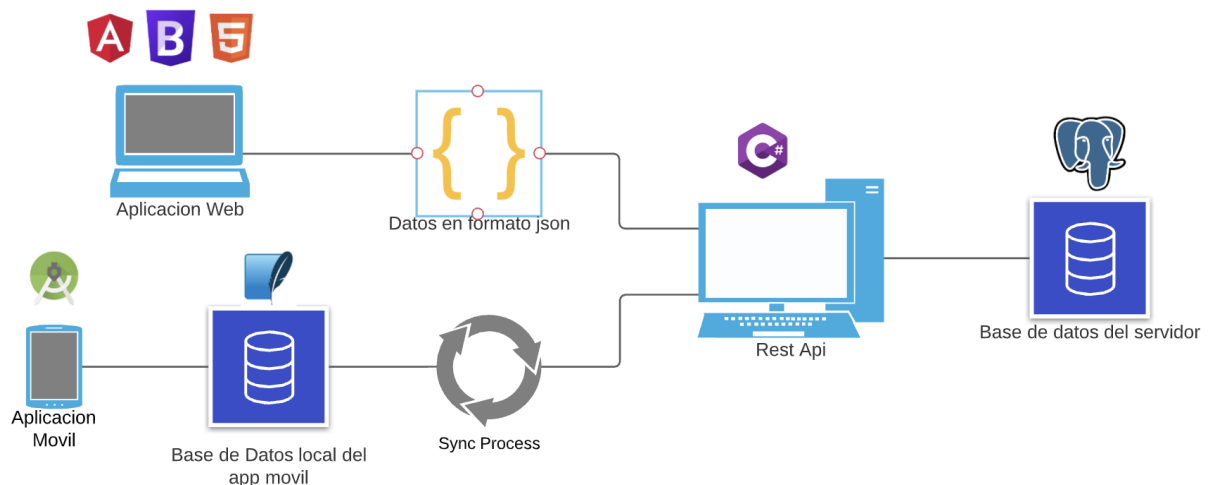 A B 5
Aplicacion Web
{ }
Datos en formato json
C#
Rest Api
Base de datos del servidor
Aplicacion
Movil
Base de Datos local del
app movil
Sync Process